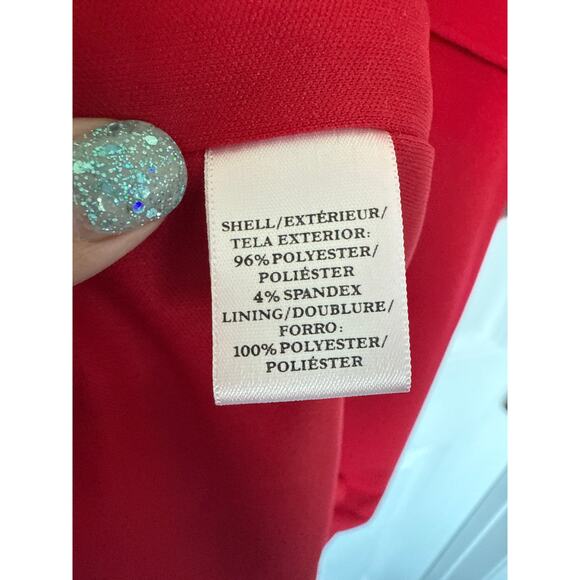 SHELL/EXTÉRIEUR/
TELA EXTERIOR:
96% POLYESTER/
POLIÉSTER
4% SPANDEX
LINING/DOUBLURE/
FORRO:
100% POLYESTER/
POLIÉSTER